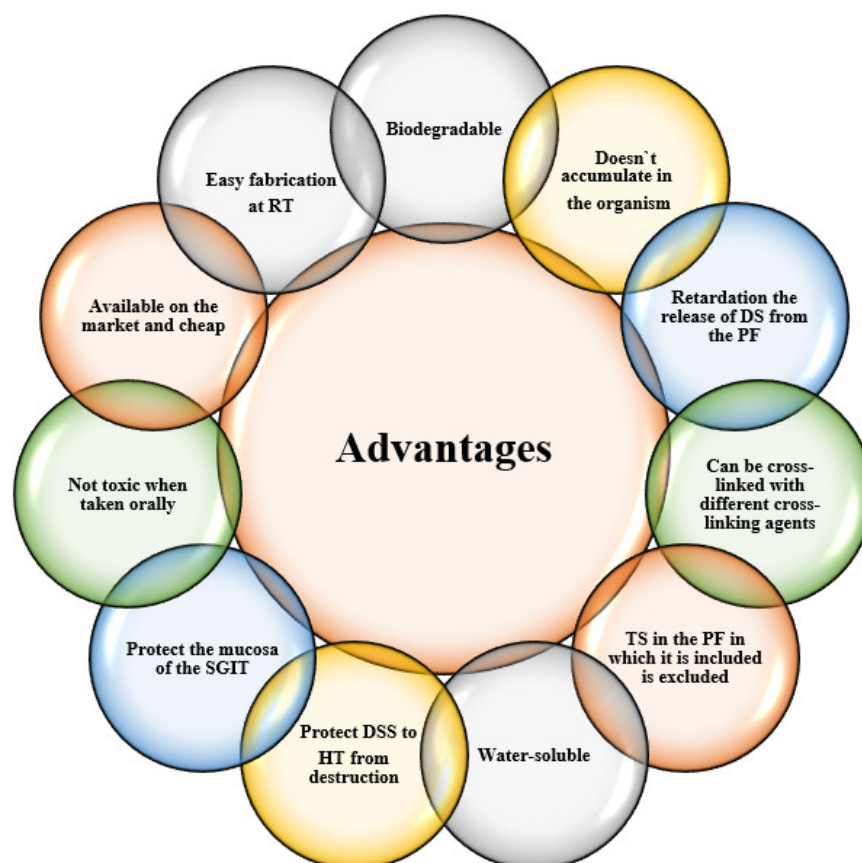 Advantages
Biodegradable
Doesn`t
accumulate in
the organism
Retardation the
release of DS from
the PF
Can be cross-
linked with
different cross-
linking agents
TS in the PF in
which it is included
is excluded
Water-soluble
Protect DSS to
HT from
destruction
Protect the mucosa
of the SGIT
Not toxic when
taken orally
Available on the
market and cheap
Easy fabrication
at RT